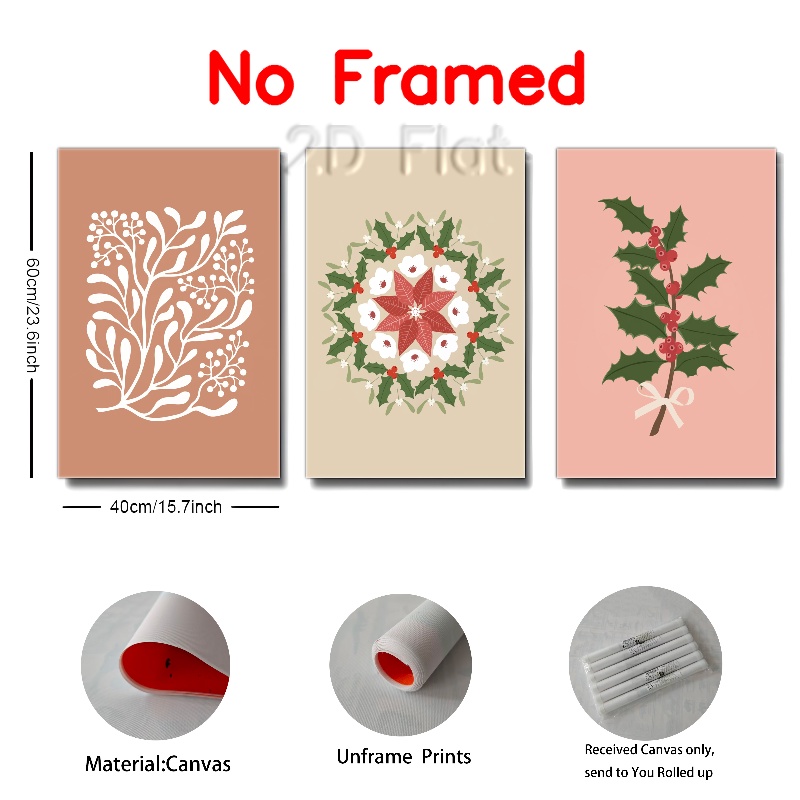 No Framed
2D Flat
60cm/23.6inch
40cm/15.7inch
Material:Canvas
Unframe Prints
Received Canvas only,
send to You Rolled up